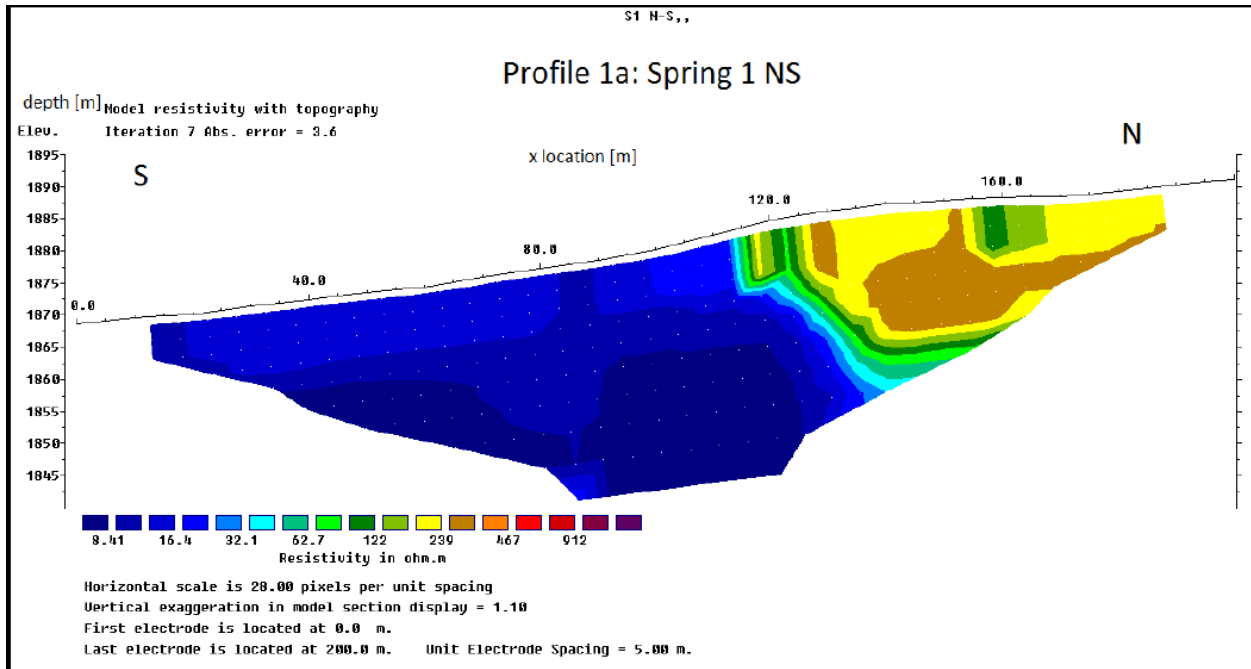 S1 N-S,,
Profile 1a: Spring 1 NS
depth [m] Model resistivity with topography
Elev. Iteration 7 Abs. error = 3.6
x location [m]
S N
1895
1890
1885
1880
1875
1870
1865
1860
1855
1850
1845
0.0 40.0 80.0 120.0 160.0
8.41 16.4 32.1 62.7 122 239 467 912
Resistivity in ohm.m
Horizontal scale is 28.00 pixels per unit spacing
Vertical exaggeration in model section display = 1.10
First electrode is located at 0.0 m.
Last electrode is located at 200.0 m. Unit Electrode Spacing = 5.00 m.